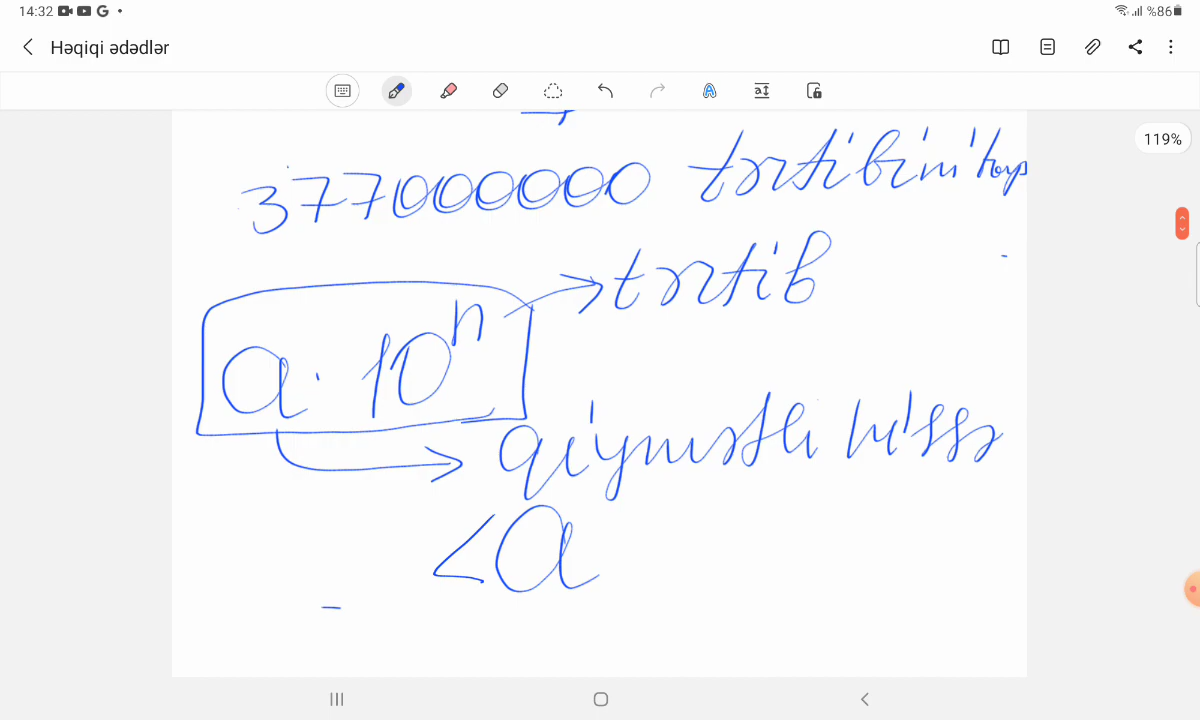 14:32 G • %86
Həqiqi ədədlər
119%
377000000 tərtibini tap
tərtib
a · 10ⁿ
qiymətli hissə
<a